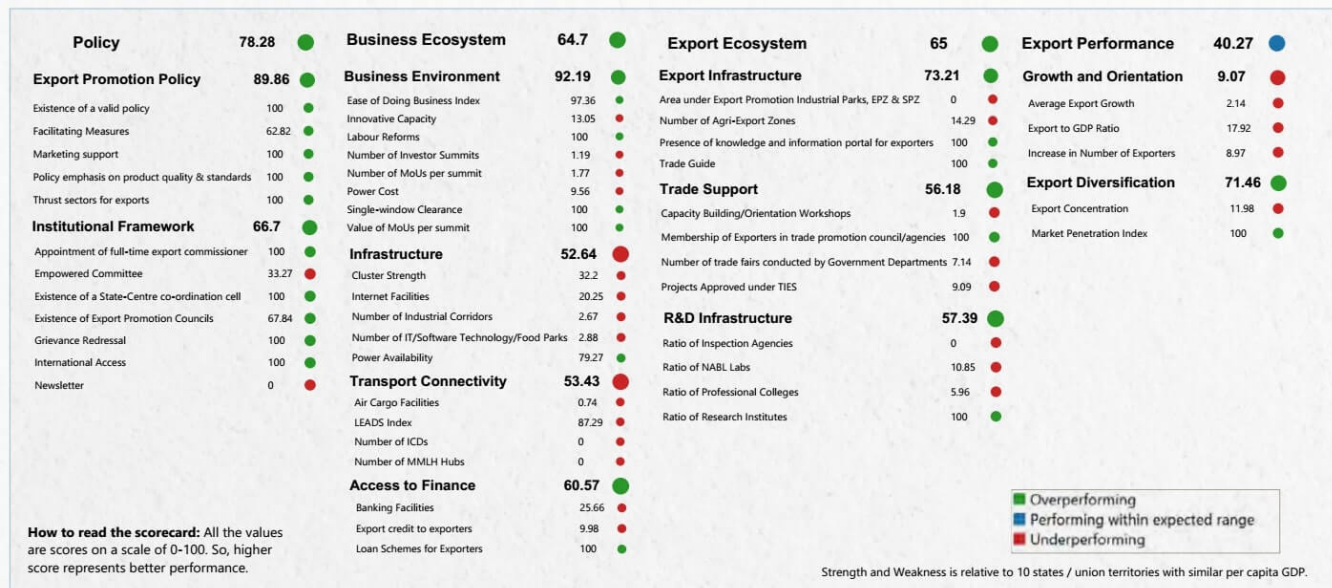 Policy 78.28
Export Promotion Policy 89.86
Existence of a valid policy 100
Facilitating Measures 62.82
Marketing support 100
Policy emphasis on product quality & standards 100
Thrust sectors for exports 100
Institutional Framework 66.7
Appointment of full-time export commissioner 100
Empowered Committee 33.27
Existence of a State-Centre co-ordination cell 100
Existence of Export Promotion Councils 67.84
Grievance Redressal 100
International Access 100
Newsletter 0
How to read the scorecard: All the values
are scores on a scale of 0-100. So, higher
score represents better performance.
Business Ecosystem 64.7
Business Environment 92.19
Ease of Doing Business Index 97.36
Innovative Capacity 13.05
Labour Reforms 100
Number of Investor Summits 1.19
Number of MoUs per summit 1.77
Power Cost 9.56
Single-window Clearance 100
Value of MoUs per summit 100
Infrastructure 52.64
Cluster Strength 32.2
Internet Facilities 20.25
Number of Industrial Corridors 2.67
Number of IT/Software Technology/Food Parks 2.88
Power Availability 79.27
Transport Connectivity 53.43
Air Cargo Facilities 0.74
LEADS Index 87.29
Number of ICDs 0
Number of MMLH Hubs 0
Access to Finance 60.57
Banking Facilities 25.66
Export credit to exporters 9.98
Loan Schemes for Exporters 100
Export Ecosystem 65
Export Infrastructure 73.21
Area under Export Promotion Industrial Parks, EPZ & SPZ 0
Number of Agri-Export Zones 14.29
Presence of knowledge and information portal for exporters 100
Trade Guide 100
Trade Support 56.18
Capacity Building/Orientation Workshops 1.9
Membership of Exporters in trade promotion council/agencies 100
Number of trade fairs conducted by Government Departments 7.14
Projects Approved under TIES 9.09
R&D Infrastructure 57.39
Ratio of Inspection Agencies 0
Ratio of NABL Labs 10.85
Ratio of Professional Colleges 5.96
Ratio of Research Institutes 100
Export Performance 40.27
Growth and Orientation 9.07
Average Export Growth 2.14
Export to GDP Ratio 17.92
Increase in Number of Exporters 8.97
Export Diversification 71.46
Export Concentration 11.98
Market Penetration Index 100
Overperforming
Performing within expected range
Underperforming
Strength and Weakness is relative to 10 states / union territories with similar per capita GDP.